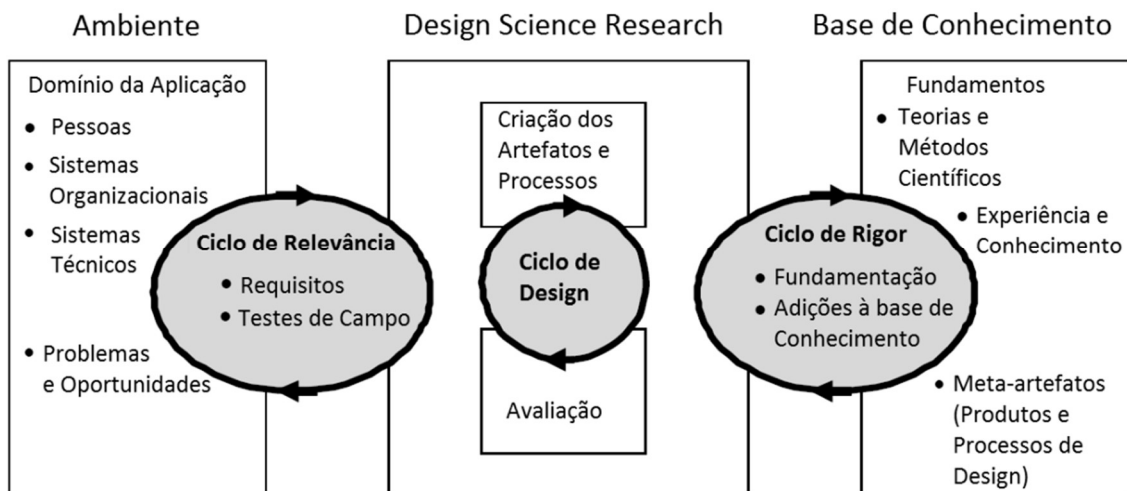 Ambiente
Design Science Research
Base de Conhecimento
Domínio da Aplicação
• Pessoas
• Sistemas
Organizacionais
• Sistemas
Técnicos
• Problemas
e Oportunidades
Ciclo de Relevância
• Requisitos
• Testes de Campo
Criação dos
Artefatos e
Processos
Ciclo de
Design
Avaliação
Ciclo de Rigor
• Fundamentação
• Adições à base de
Conhecimento
Fundamentos
• Teorias e
Métodos
Científicos
• Experiência e
Conhecimento
• Meta-artefatos
(Produtos e
Processos de
Design)